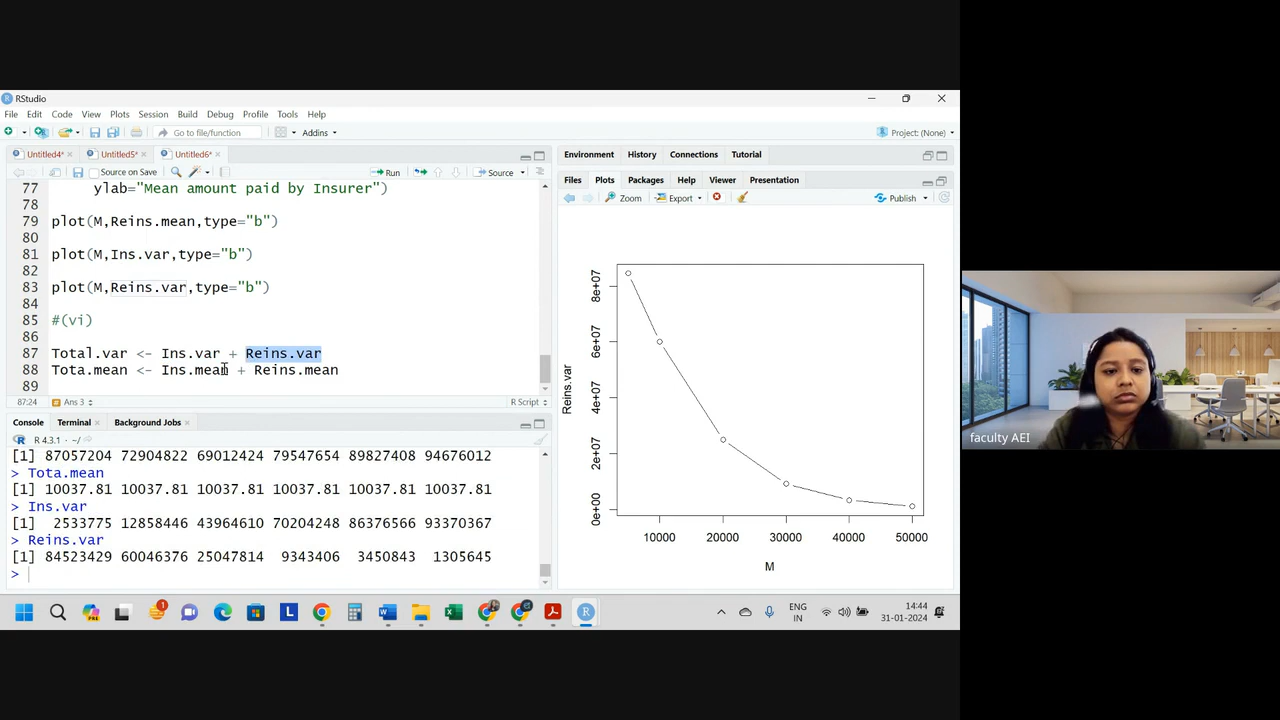 RStudio
File Edit Code View Plots Session Build Debug Profile Tools Help
Go to file/function Addins Project: (None)
Untitled4* Untitled5* Untitled6*
Source on Save Run Source
77 ylab="Mean amount paid by Insurer")
78
79 plot(M,Reins.mean,type="b")
80
81 plot(M,Ins.var,type="b")
82
83 plot(M,Reins.var,type="b")
84
85 #(vi)
86
87 Total.var <- Ins.var + Reins.var
88 Tota.mean <- Ins.mean + Reins.mean
89
87:24 Ans 3 R Script
Console Terminal Background Jobs
R 4.3.1 · ~/
[1] 87057204 72904822 69012424 79547654 89827408 94676012
> Tota.mean
[1] 10037.81 10037.81 10037.81 10037.81 10037.81 10037.81
> Ins.var
[1] 2533775 12858446 43964610 70204248 86376566 93370367
> Reins.var
[1] 84523429 60046376 25047814 9343406 3450843 1305645
>
Environment History Connections Tutorial
Files Plots Packages Help Viewer Presentation
Zoom Export Publish
Reins.var
0e+00 2e+07 4e+07 6e+07 8e+07
10000 20000 30000 40000 50000
M
faculty AEI
1
ENG
IN
14:44
31-01-2024